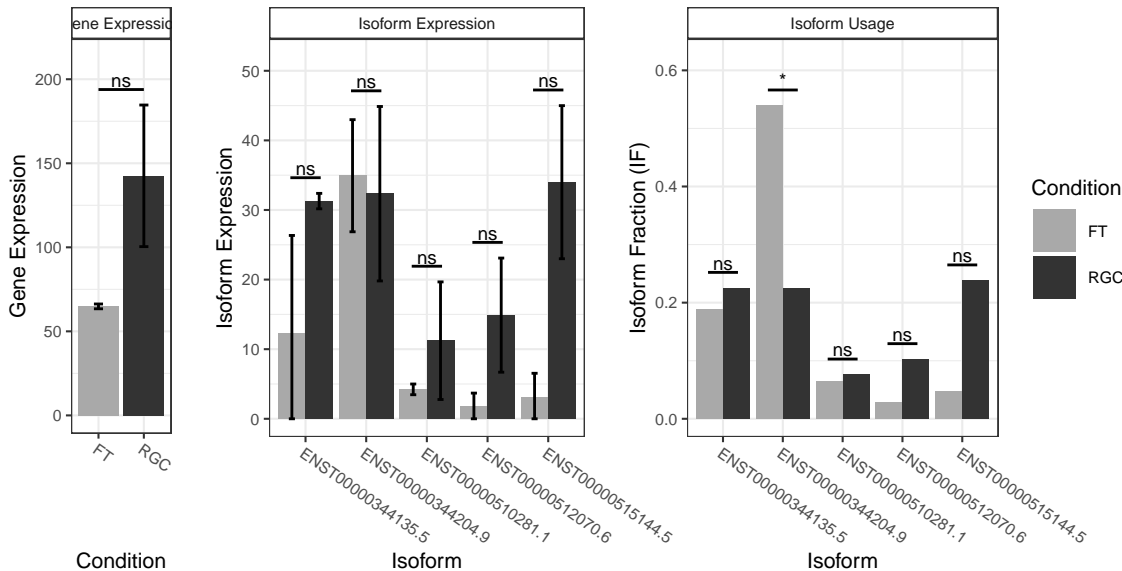 ene Expressio
Gene Expression
200
150
100
50
0
ns
FT
RGC
Condition
Isoform Expression
Isoform Expression
50
40
30
20
10
0
ns
ns
ns
ns
ns
ENST00000344135.5
ENST00000344204.9
ENST00000510281.1
ENST00000512070.6
ENST00000515144.5
Isoform
Isoform Usage
Isoform Fraction (IF)
0.6
0.4
0.2
0.0
ns
*
ns
ns
ns
ENST00000344135.5
ENST00000344204.9
ENST00000510281.1
ENST00000512070.6
ENST00000515144.5
Isoform
Condition
FT
RGC